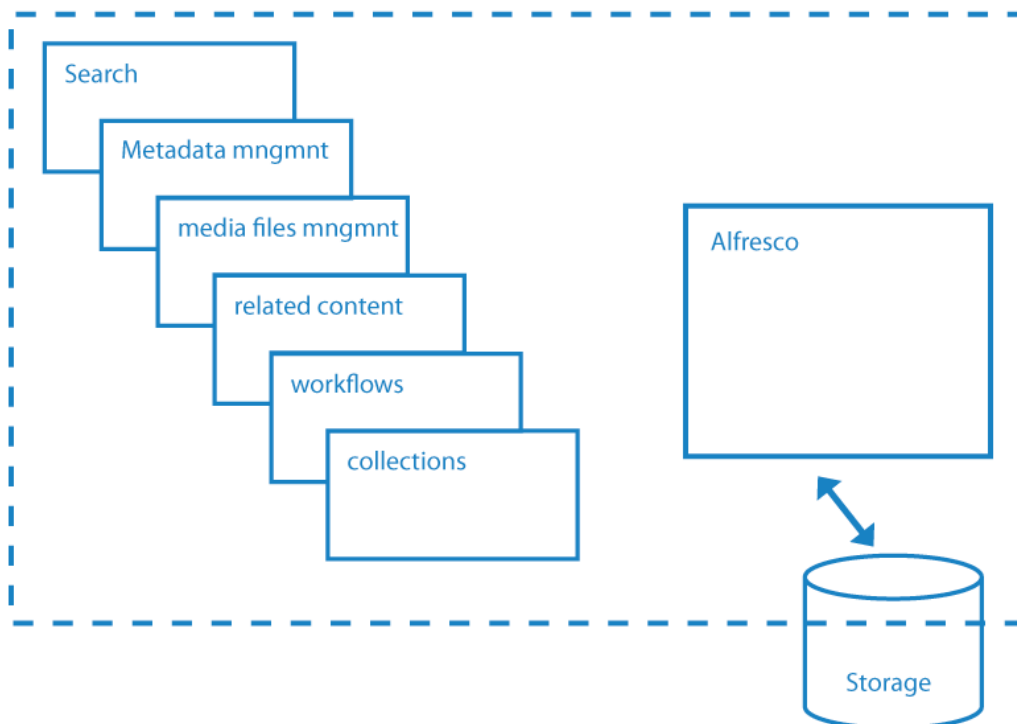 Search
Metadata mngmnt
media files mngmnt
related content
workflows
collections
Alfresco
Storage